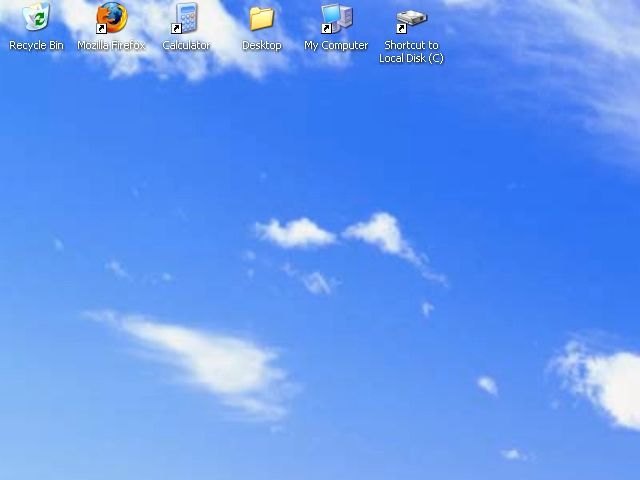 Recycle Bin
Mozilla Firefox
Calculator
Desktop
My Computer
Shortcut to
Local Disk (C)